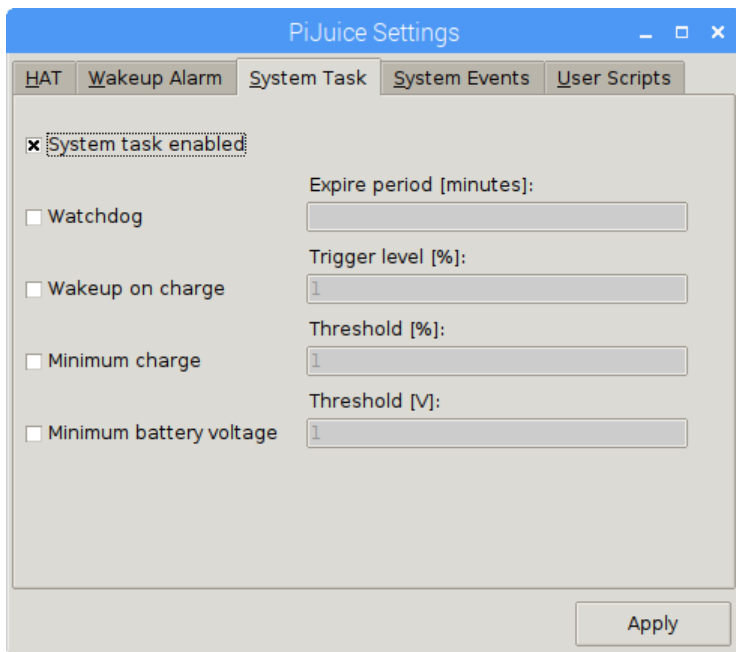 PiJuice Settings
HAT Wakeup Alarm System Task System Events User Scripts
System task enabled
Expire period [minutes]:
Watchdog
Trigger level [%]:
Wakeup on charge
1
Threshold [%]:
Minimum charge
1
Threshold [V]:
Minimum battery voltage
1
Apply